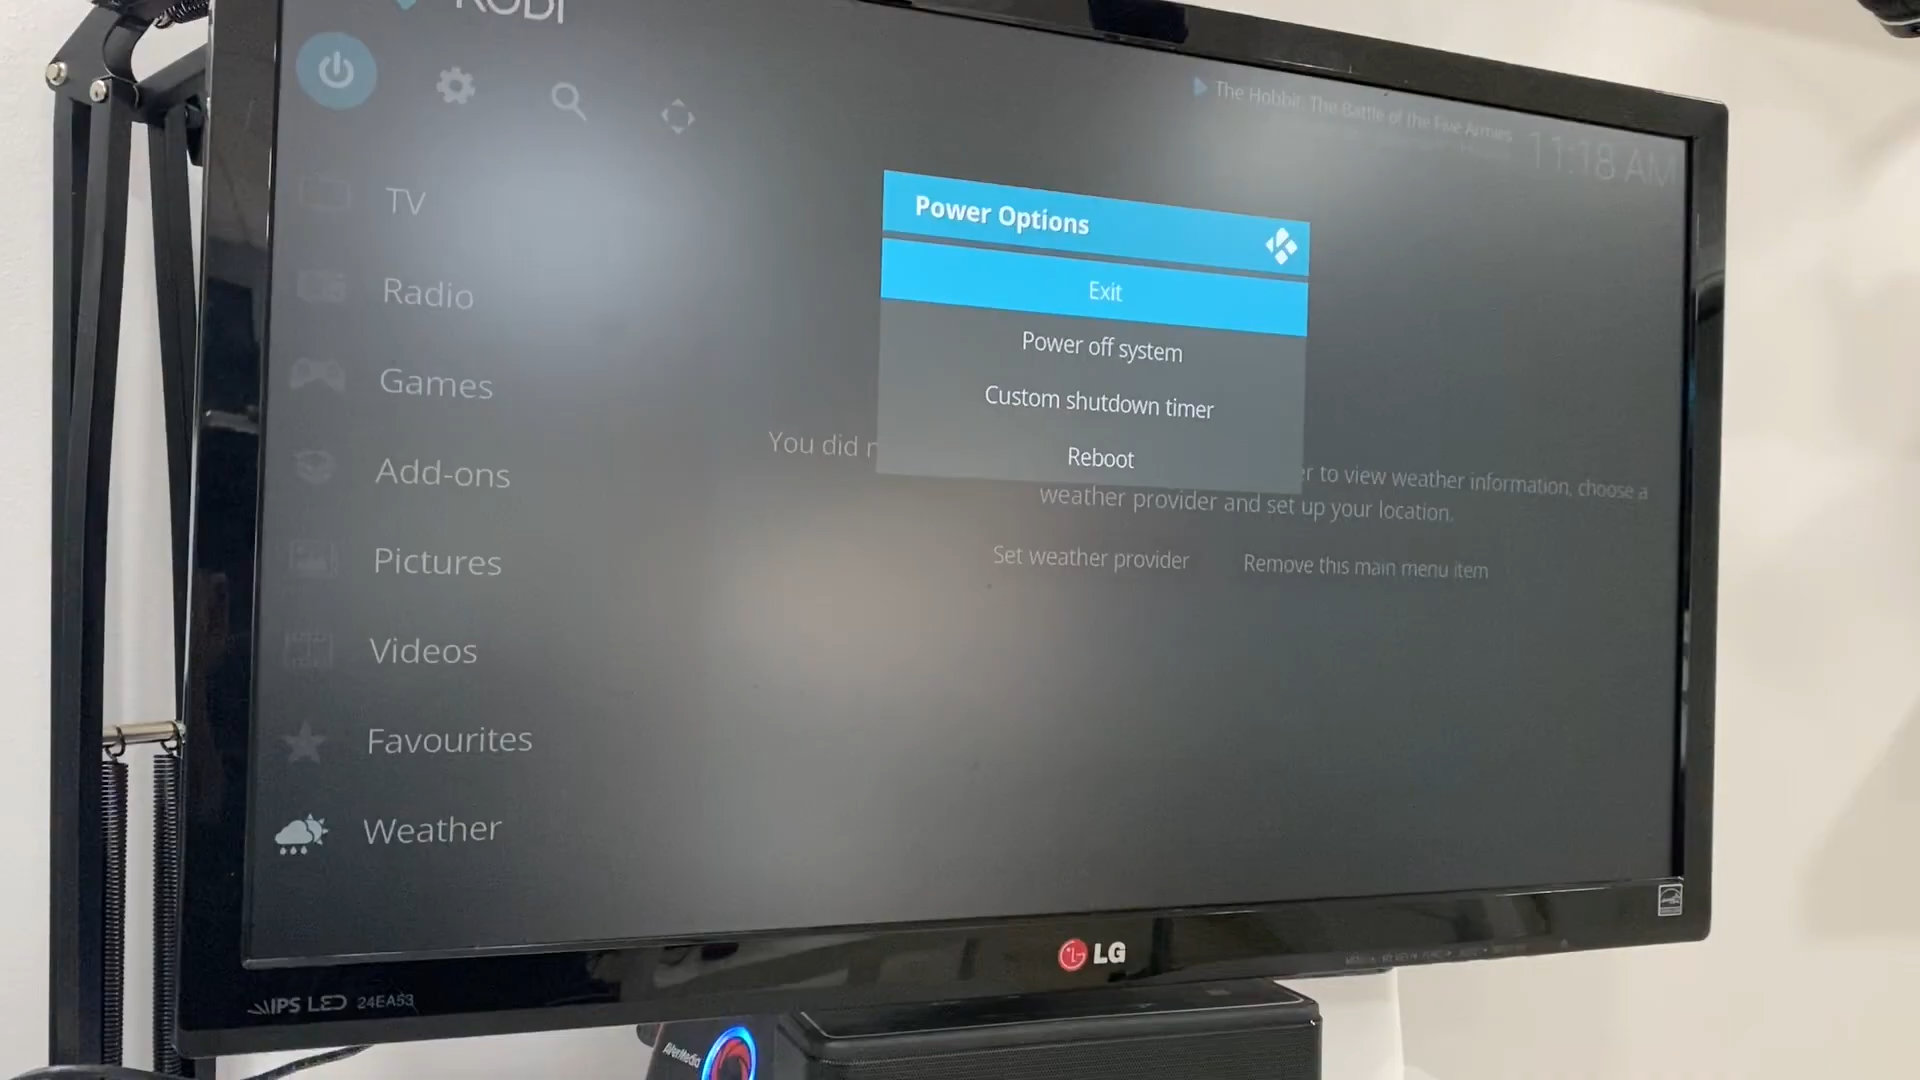 KODI
The Hobbit: The Battle of the Five Armies
11:18 AM
TV
Radio
Games
Add-ons
Pictures
Videos
Favourites
Weather
Power Options
Exit
Power off system
Custom shutdown timer
Reboot
You did
to view weather information, choose a
weather provider and set up your location.
Set weather provider
Remove this main menu item
LG
IPS LED 24EA53
AVerMedia